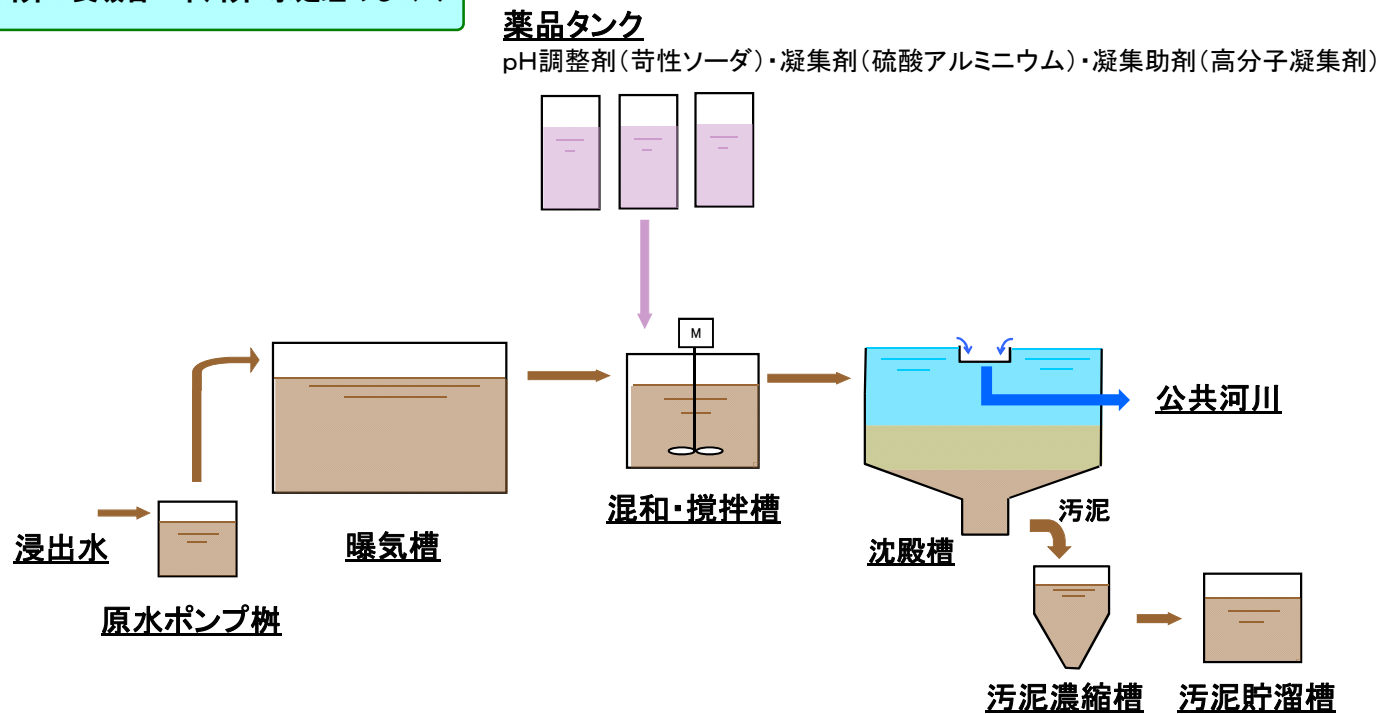 薬品タンク
pH調整剤(苛性ソーダ)・凝集剤(硫酸アルミニウム)・凝集助剤(高分子凝集剤)
M
公共河川
混和・撹拌槽
汚泥
浸出水
曝気槽
沈殿槽
原水ポンプ桝
汚泥濃縮槽
汚泥貯溜槽